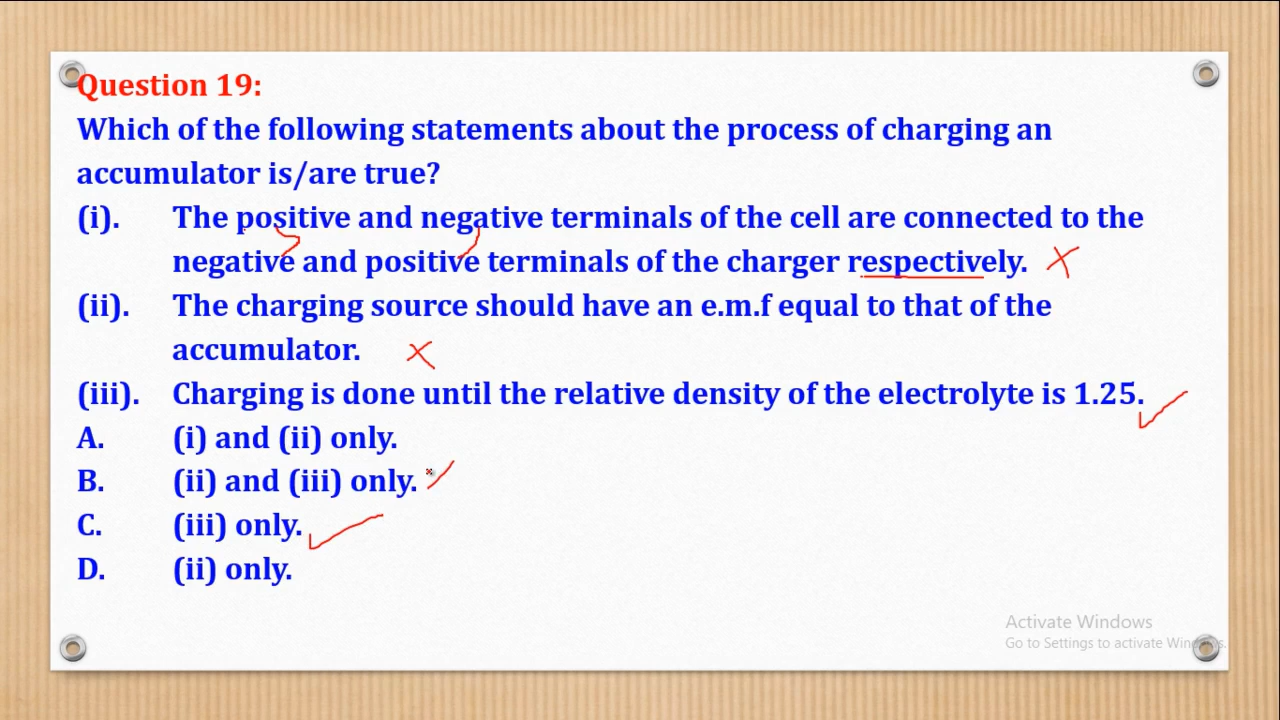 Question 19:
Which of the following statements about the process of charging an
accumulator is/are true?
(i). The positive and negative terminals of the cell are connected to the
negative and positive terminals of the charger respectively.
(ii). The charging source should have an e.m.f equal to that of the
accumulator.
(iii). Charging is done until the relative density of the electrolyte is 1.25.
A. (i) and (ii) only.
B. (ii) and (iii) only.
C. (iii) only.
D. (ii) only.
Activate Windows
Go to Settings to activate Windows.